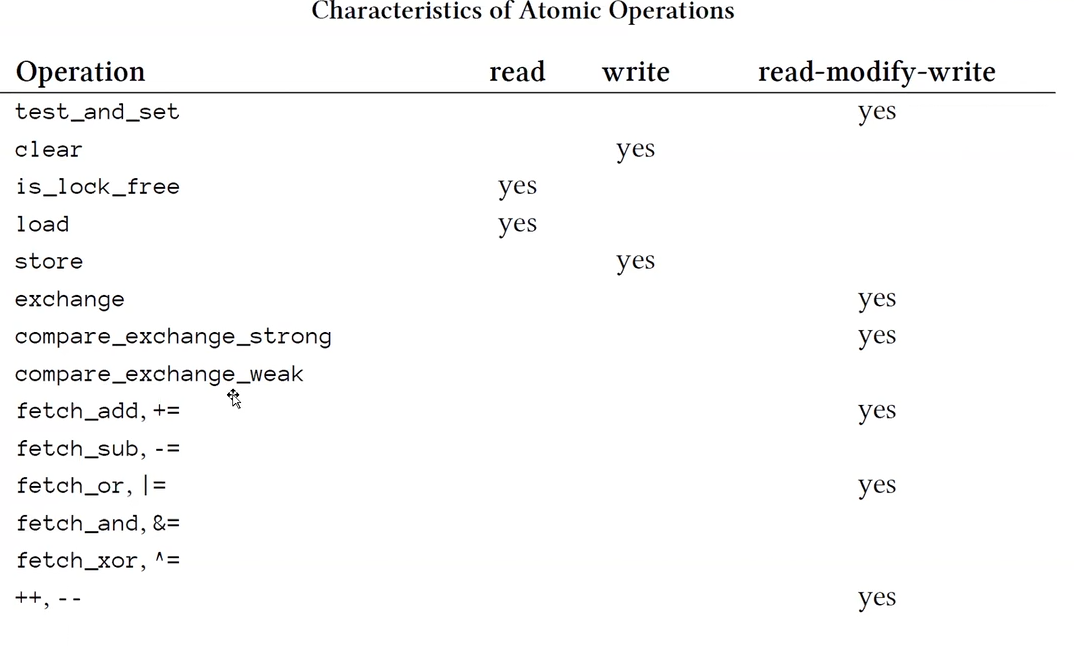 Characteristics of Atomic Operations
Operation read write read-modify-write
test_and_set yes
clear yes
is_lock_free yes
load yes
store yes
exchange yes
compare_exchange_strong yes
compare_exchange_weak
fetch_add, += yes
fetch_sub, -=
fetch_or, |= yes
fetch_and, &=
fetch_xor, ^=
++, -- yes